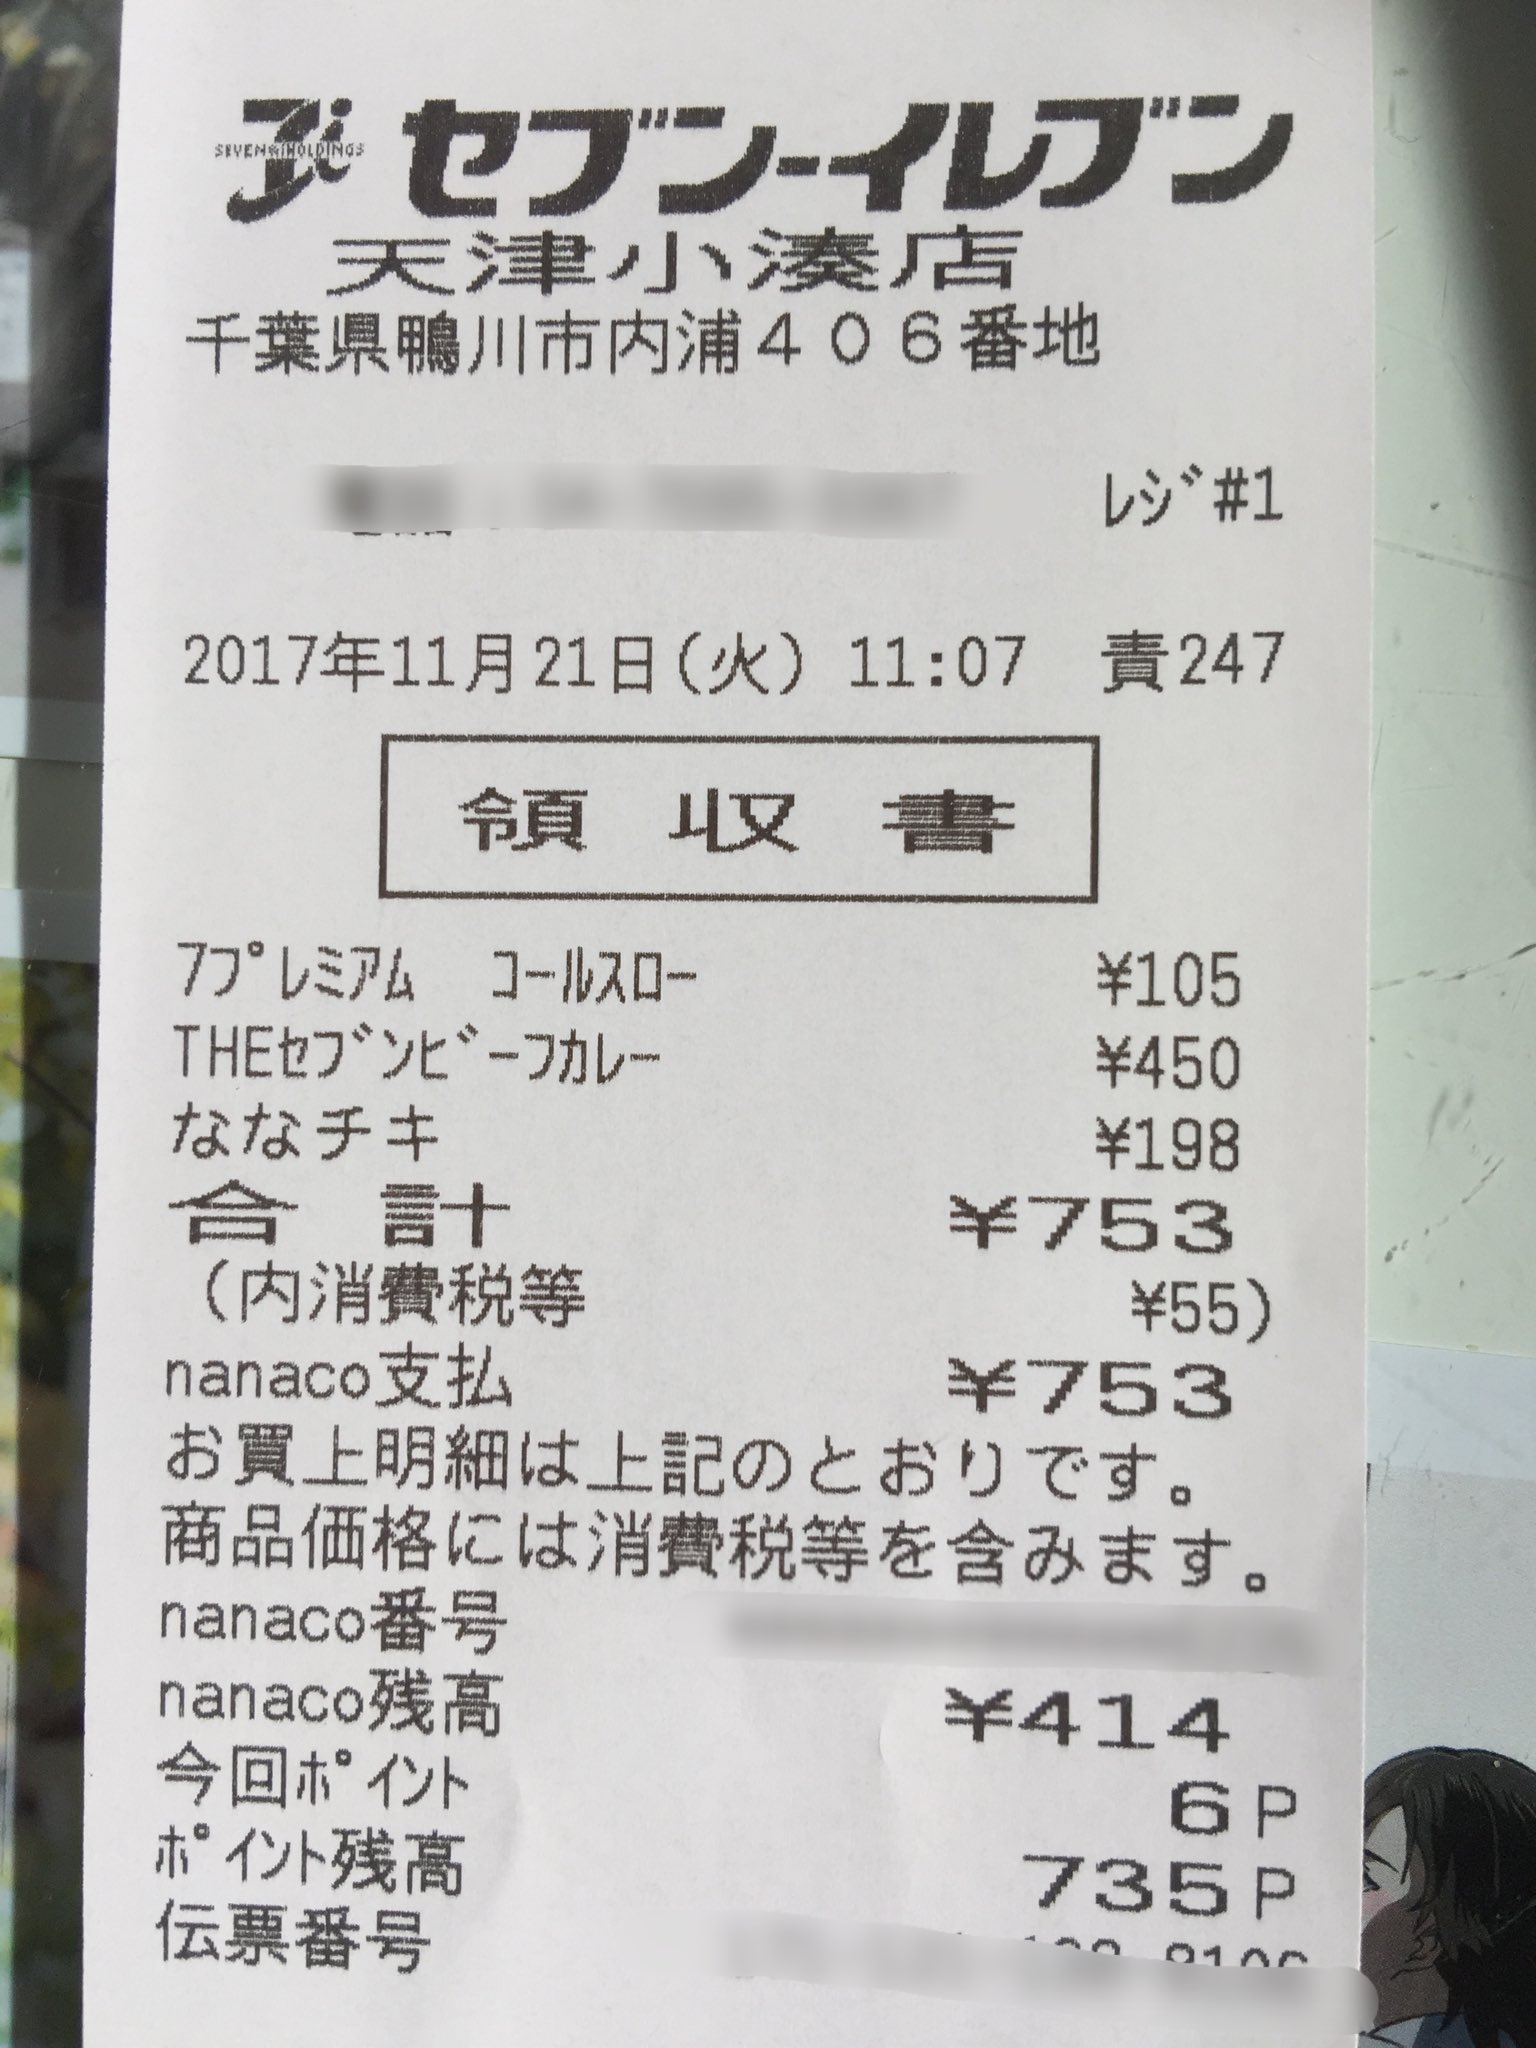 SEVEN&iHOLDINGS セブン-イレブン
天津小湊店
千葉県鴨川市内浦４０６番地
ﾚｼﾞ#1
2017年11月21日(火) 11:07 責247
領収書
7ﾌﾟﾚﾐｱﾑ ｺｰﾙｽﾛｰ ¥105
THEｾﾌﾞﾝﾋﾞｰﾌｶﾚｰ ¥450
ななチキ ¥198
合計 ¥753
(内消費税等 ¥55)
nanaco支払 ¥753
お買上明細は上記のとおりです。
商品価格には消費税等を含みます。
nanaco番号
nanaco残高 ¥414
今回ﾎﾟｲﾝﾄ 6P
ﾎﾟｲﾝﾄ残高 735P
伝票番号